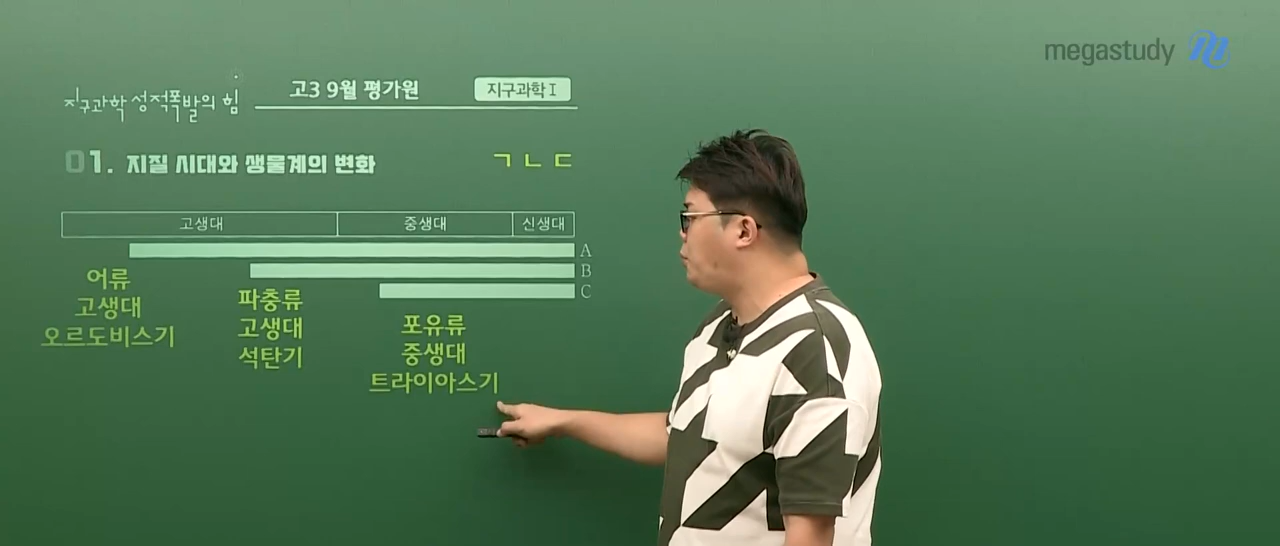 megastudy
지구과학 성적폭발의 힘
고3 9월 평가원
지구과학 I
01. 지질 시대와 생물계의 변화
ㄱ ㄴ ㄷ
고생대 중생대 신생대
A
B
C
어류
고생대
오르도비스기
파충류
고생대
석탄기
포유류
중생대
트라이아스기